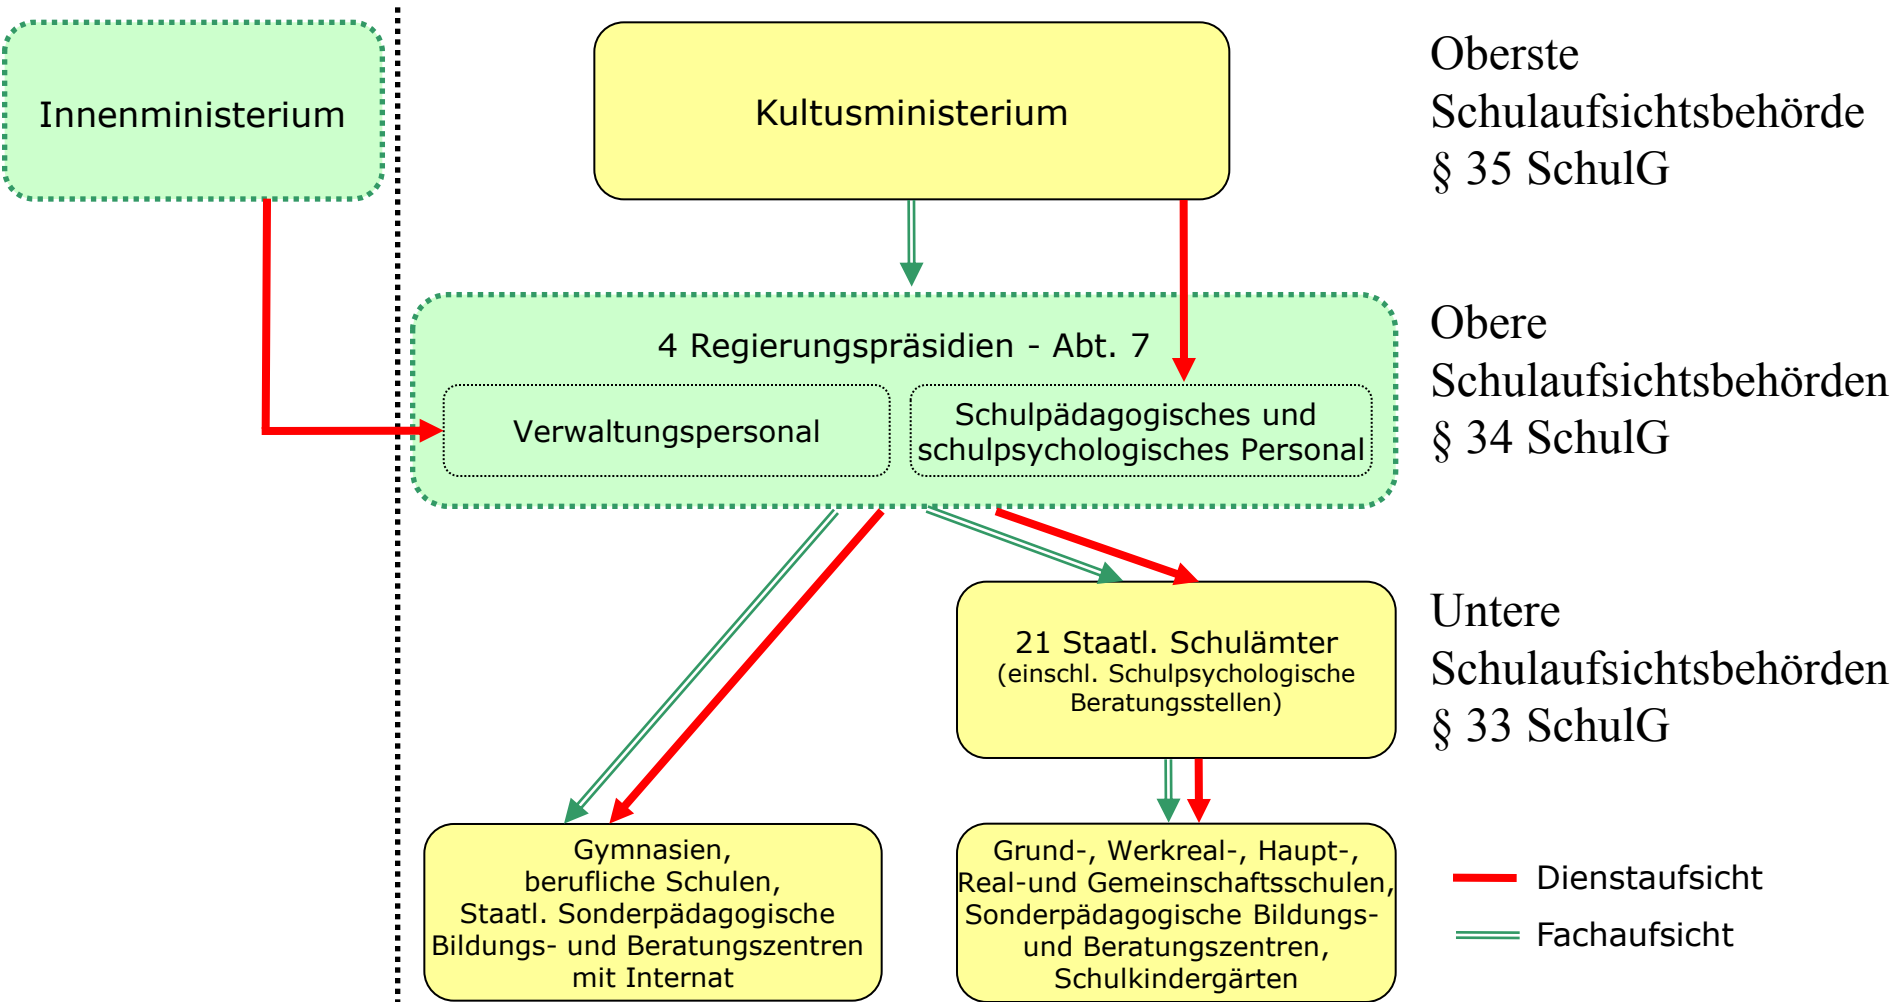 Innenministerium
Kultusministerium
Oberste
Schulaufsichtsbehörde
§ 35 SchulG
4 Regierungspräsidien - Abt. 7
Verwaltungspersonal
Schulpädagogisches und
schulpsychologisches Personal
Obere
Schulaufsichtsbehörden
§ 34 SchulG
21 Staatl. Schulämter
(einschl. Schulpsychologische
Beratungsstellen)
Untere
Schulaufsichtsbehörden
§ 33 SchulG
Gymnasien,
berufliche Schulen,
Staatl. Sonderpädagogische
Bildungs- und Beratungszentren
mit Internat
Grund-, Werkreal-, Haupt-,
Real-und Gemeinschaftsschulen,
Sonderpädagogische Bildungs-
und Beratungszentren,
Schulkindergärten
Dienstaufsicht
Fachaufsicht